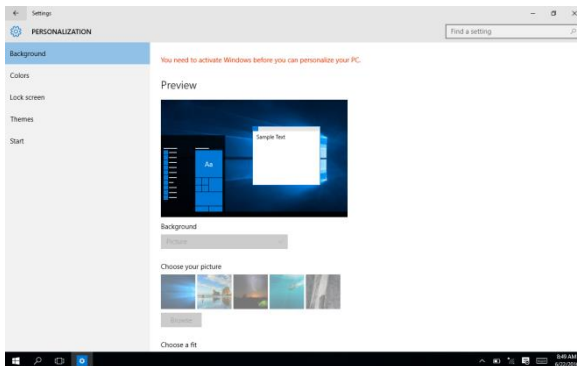 Settings
PERSONALIZATION
Find a setting
Background
Colors
Lock screen
Themes
Start
You need to activate Windows before you can personalize your PC.
Preview
Sample Text
Aa
Background
Picture
Choose your picture
Browse
Choose a fit
8:49 AM